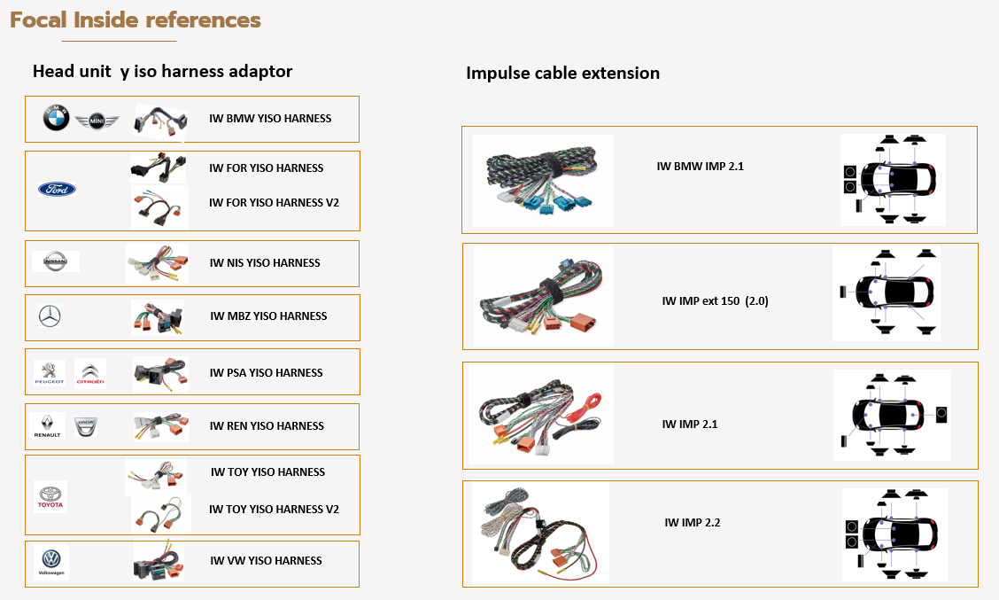 Focal Inside references
Head unit  y iso harness adaptor
BMW
MINI
IW BMW YISO HARNESS
Ford
IW FOR YISO HARNESS
IW FOR YISO HARNESS V2
NISSAN
IW NIS YISO HARNESS
IW MBZ YISO HARNESS
PEUGEOT
CITROËN
IW PSA YISO HARNESS
RENAULT
DACIA
IW REN YISO HARNESS
TOYOTA
IW TOY YISO HARNESS
IW TOY YISO HARNESS V2
Volkswagen
IW VW YISO HARNESS
Impulse cable extension
IW BMW IMP 2.1
IW IMP ext 150  (2.0)
IW IMP 2.1
IW IMP 2.2